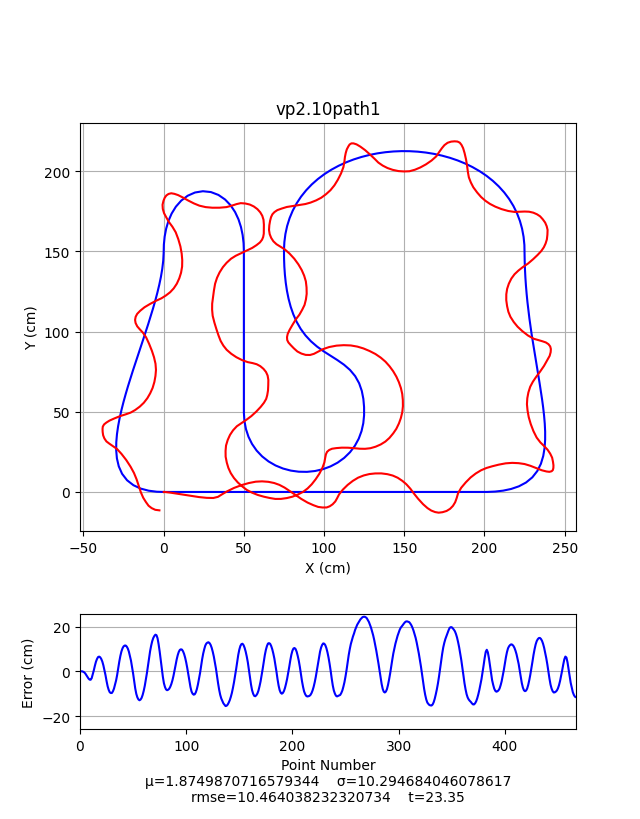 vp2.10path1
200
150
100
50
0
Y (cm)
−50 0 50 100 150 200 250
X (cm)
20
0
−20
Error (cm)
0 100 200 300 400
Point Number
μ=1.8749870716579344 σ=10.294684046078617
rmse=10.464038232320734 t=23.35